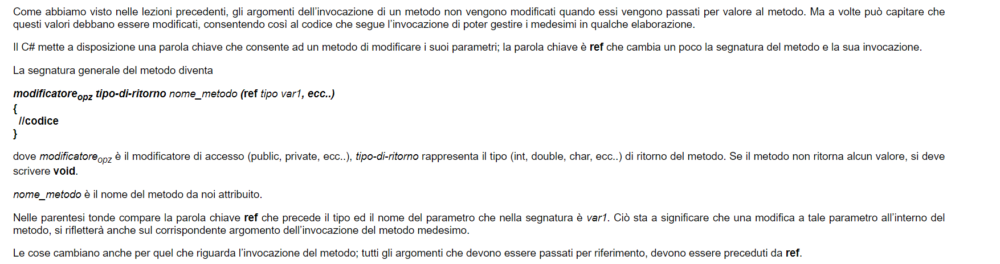 Come abbiamo visto nelle lezioni precedenti, gli argomenti dell'invocazione di un metodo non vengono modificati quando essi vengono passati per valore al metodo. Ma a volte può capitare che
questi valori debbano essere modificati, consentendo così al codice che segue l'invocazione di poter gestire i medesimi in qualche elaborazione.
Il C# mette a disposizione una parola chiave che consente ad un metodo di modificare i suoi parametri; la parola chiave è ref che cambia un poco la segnatura del metodo e la sua invocazione.
La segnatura generale del metodo diventa
modificatoreopz tipo-di-ritorno nome_metodo (ref tipo var1, ecc..)
{
//codice
}
dove modificatoreopz è il modificatore di accesso (public, private, ecc..), tipo-di-ritorno rappresenta il tipo (int, double, char, ecc..) di ritorno del metodo. Se il metodo non ritorna alcun valore, si deve
scrivere void.
nome_metodo è il nome del metodo da noi attribuito.
Nelle parentesi tonde compare la parola chiave ref che precede il tipo ed il nome del parametro che nella segnatura è var1. Ciò sta a significare che una modifica a tale parametro all'interno del
metodo, si rifletterà anche sul corrispondente argomento dell'invocazione del metodo medesimo.
Le cose cambiano anche per quel che riguarda l'invocazione del metodo; tutti gli argomenti che devono essere passati per riferimento, devono essere preceduti da ref.